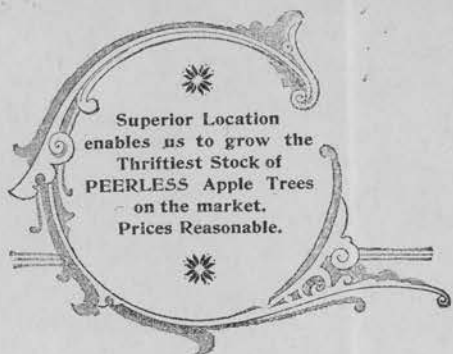 Superior Location
enables us to grow the
Thriftiest Stock of
PEERLESS Apple Trees
on the market.
Prices Reasonable.